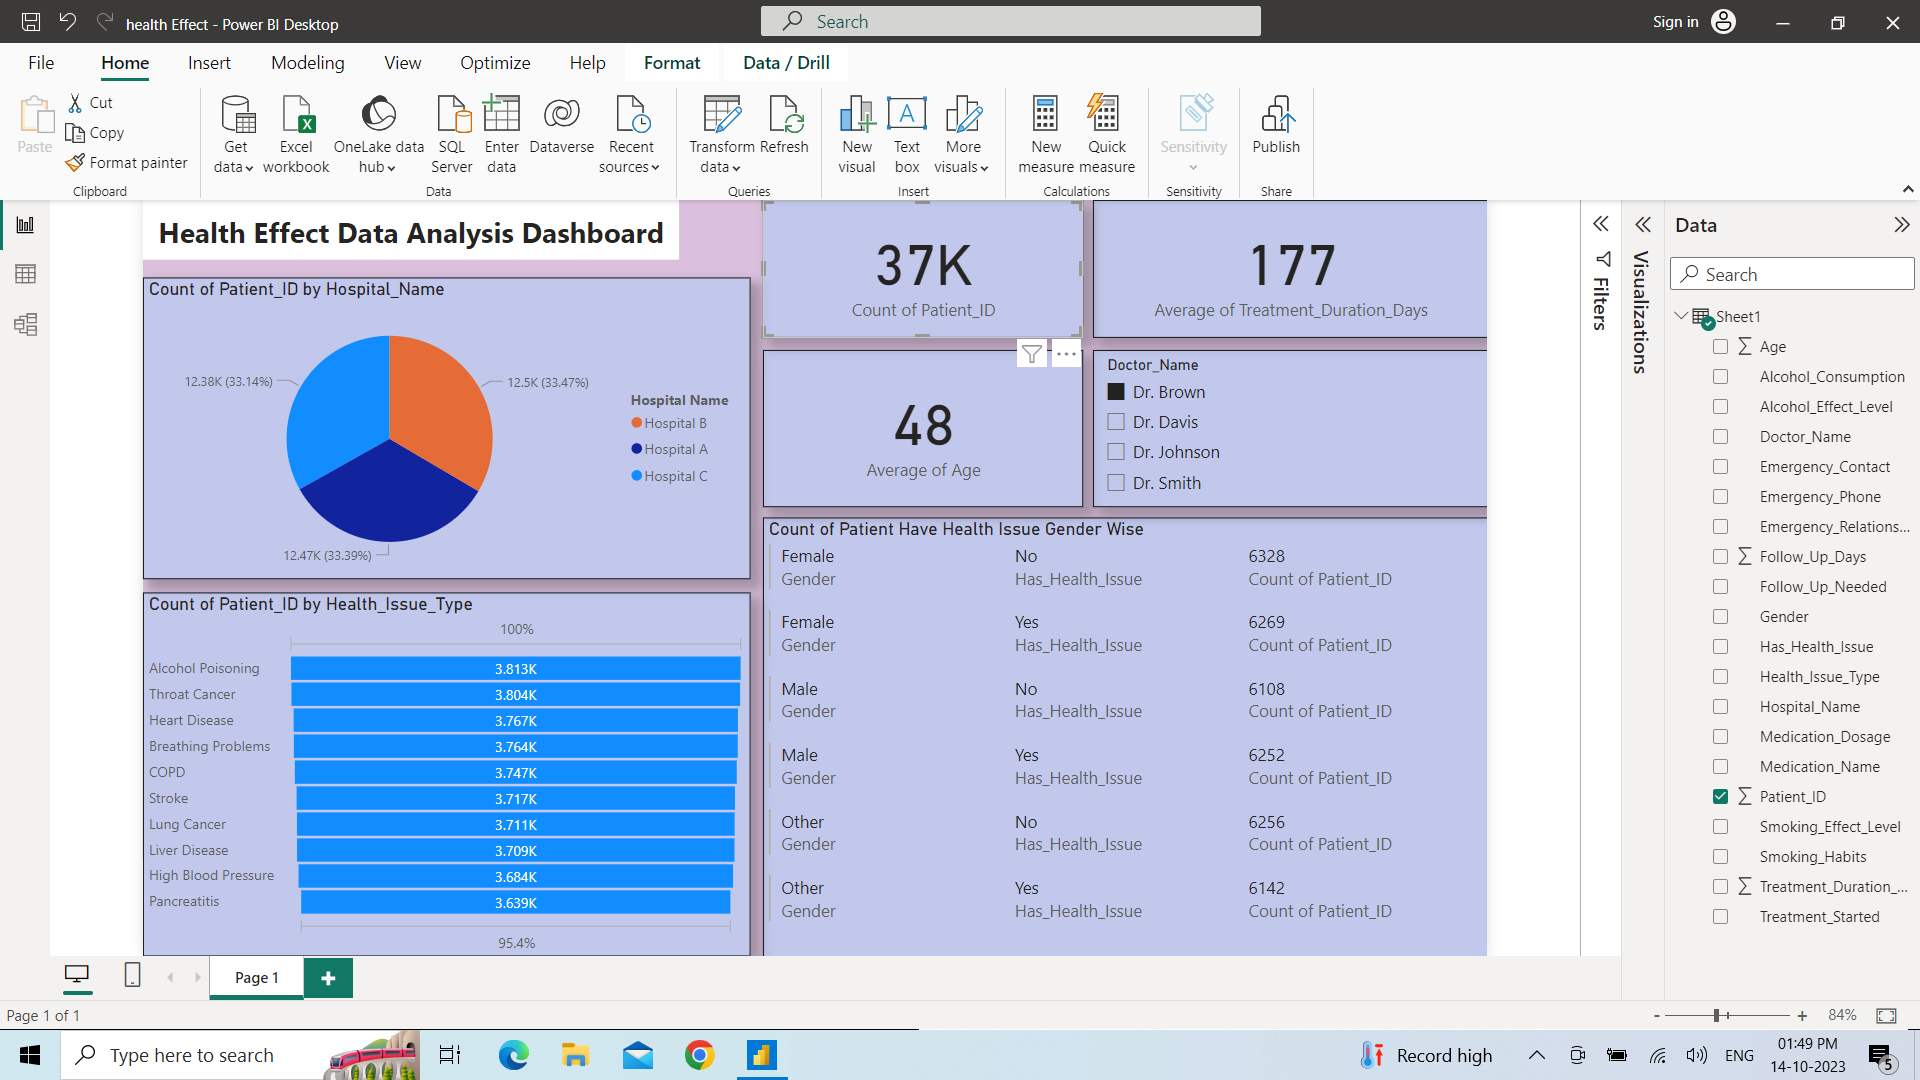 health Effect - Power BI Desktop
Search
Sign in
File Home Insert Modeling View Optimize Help Format Data / Drill
Paste
Cut
Copy
Format painter
Clipboard
Get data
Excel workbook
OneLake data hub
SQL Server
Enter data
Dataverse
Recent sources
Data
Transform data
Refresh
Queries
New visual
Text box
More visuals
Insert
New measure
Quick measure
Calculations
Sensitivity
Sensitivity
Publish
Share
Health Effect Data Analysis Dashboard
Count of Patient_ID by Hospital_Name
12.38K (33.14%)
12.5K (33.47%)
12.47K (33.39%)
Hospital Name
Hospital B
Hospital A
Hospital C
Count of Patient_ID by Health_Issue_Type
100%
Alcohol Poisoning 3.813K
Throat Cancer 3.804K
Heart Disease 3.767K
Breathing Problems 3.764K
COPD 3.747K
Stroke 3.717K
Lung Cancer 3.711K
Liver Disease 3.709K
High Blood Pressure 3.684K
Pancreatitis 3.639K
95.4%
37K
Count of Patient_ID
177
Average of Treatment_Duration_Days
48
Average of Age
Doctor_Name
Dr. Brown
Dr. Davis
Dr. Johnson
Dr. Smith
Count of Patient Have Health Issue Gender Wise
Female No 6328
Gender Has_Health_Issue Count of Patient_ID
Female Yes 6269
Gender Has_Health_Issue Count of Patient_ID
Male No 6108
Gender Has_Health_Issue Count of Patient_ID
Male Yes 6252
Gender Has_Health_Issue Count of Patient_ID
Other No 6256
Gender Has_Health_Issue Count of Patient_ID
Other Yes 6142
Gender Has_Health_Issue Count of Patient_ID
Filters
Visualizations
Data
Search
Sheet1
Age
Alcohol_Consumption
Alcohol_Effect_Level
Doctor_Name
Emergency_Contact
Emergency_Phone
Emergency_Relations...
Follow_Up_Days
Follow_Up_Needed
Gender
Has_Health_Issue
Health_Issue_Type
Hospital_Name
Medication_Dosage
Medication_Name
Patient_ID
Smoking_Effect_Level
Smoking_Habits
Treatment_Duration_...
Treatment_Started
Page 1
Page 1 of 1
84%
Type here to search
Record high
ENG
01:49 PM
14-10-2023
5